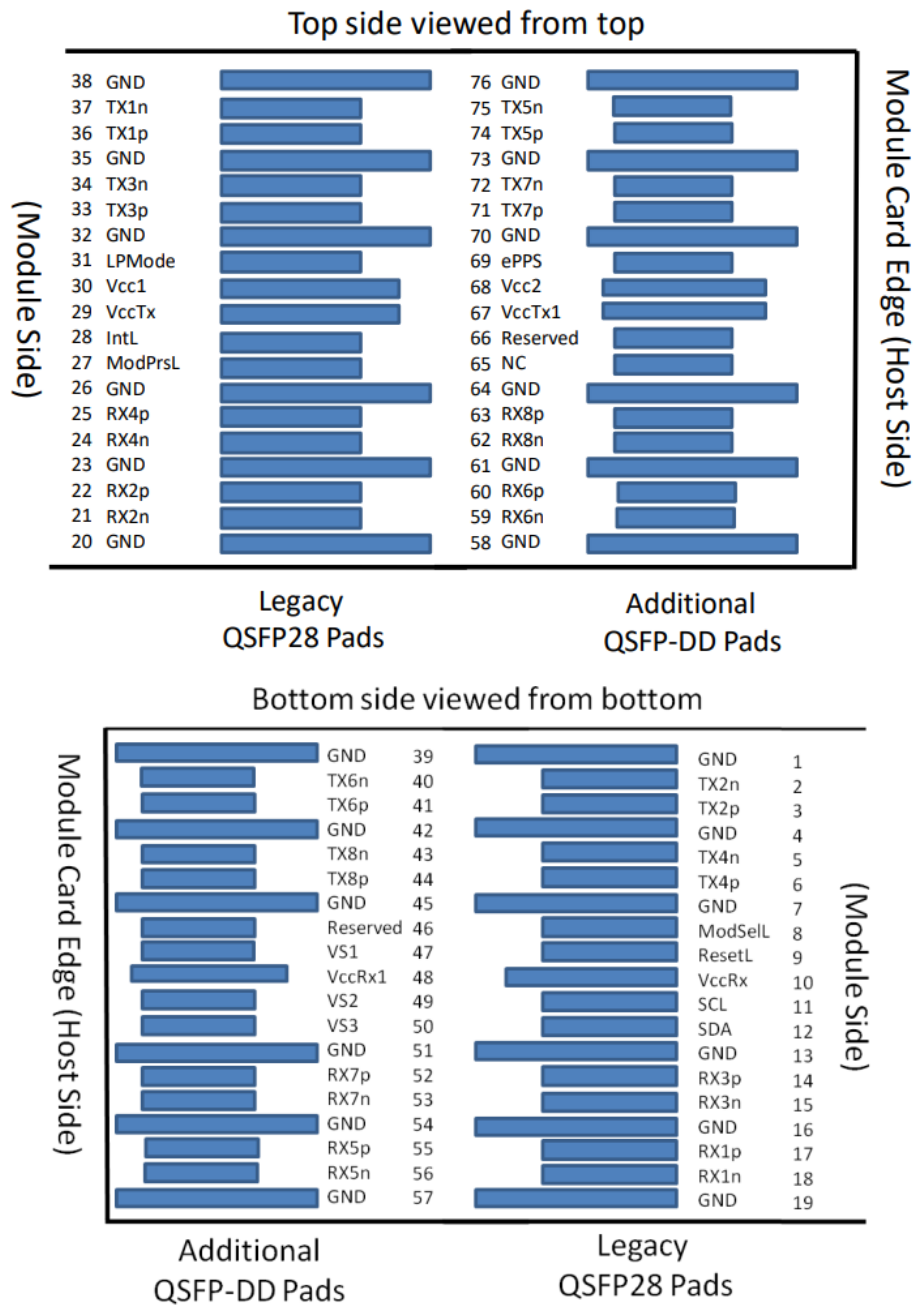 Top side viewed from top
38 GND 76 GND
37 TX1n 75 TX5n
36 TX1p 74 TX5p
35 GND 73 GND
34 TX3n 72 TX7n
33 TX3p 71 TX7p
32 GND 70 GND
31 LPMode 69 ePPS
30 Vcc1 68 Vcc2
29 VccTx 67 VccTx1
28 IntL 66 Reserved
27 ModPrsL 65 NC
26 GND 64 GND
25 RX4p 63 RX8p
24 RX4n 62 RX8n
23 GND 61 GND
22 RX2p 60 RX6p
21 RX2n 59 RX6n
20 GND 58 GND
(Module Side)
Module Card Edge (Host Side)
Legacy
QSFP28 Pads
Additional
QSFP-DD Pads
Bottom side viewed from bottom
GND 39 GND 1
TX6n 40 TX2n 2
TX6p 41 TX2p 3
GND 42 GND 4
TX8n 43 TX4n 5
TX8p 44 TX4p 6
GND 45 GND 7
Reserved 46 ModSelL 8
VS1 47 ResetL 9
VccRx1 48 VccRx 10
VS2 49 SCL 11
VS3 50 SDA 12
GND 51 GND 13
RX7p 52 RX3p 14
RX7n 53 RX3n 15
GND 54 GND 16
RX5p 55 RX1p 17
RX5n 56 RX1n 18
GND 57 GND 19
Module Card Edge (Host Side)
(Module Side)
Additional
QSFP-DD Pads
Legacy
QSFP28 Pads